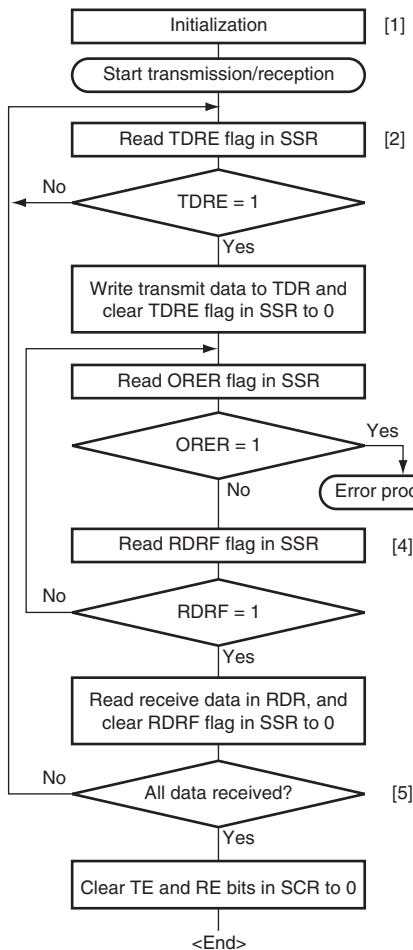 Initialization [1]
Start transmission/reception
Read TDRE flag in SSR [2]
No
TDRE = 1
Yes
Write transmit data to TDR and
clear TDRE flag in SSR to 0
Read ORER flag in SSR
ORER = 1
Yes
No
Error
Read RDRF flag in SSR [4]
No
RDRF = 1
Yes
Read receive data in RDR, and
clear RDRF flag in SSR to 0
No
All data received? [5]
Yes
Clear TE and RE bits in SCR to 0
<End>